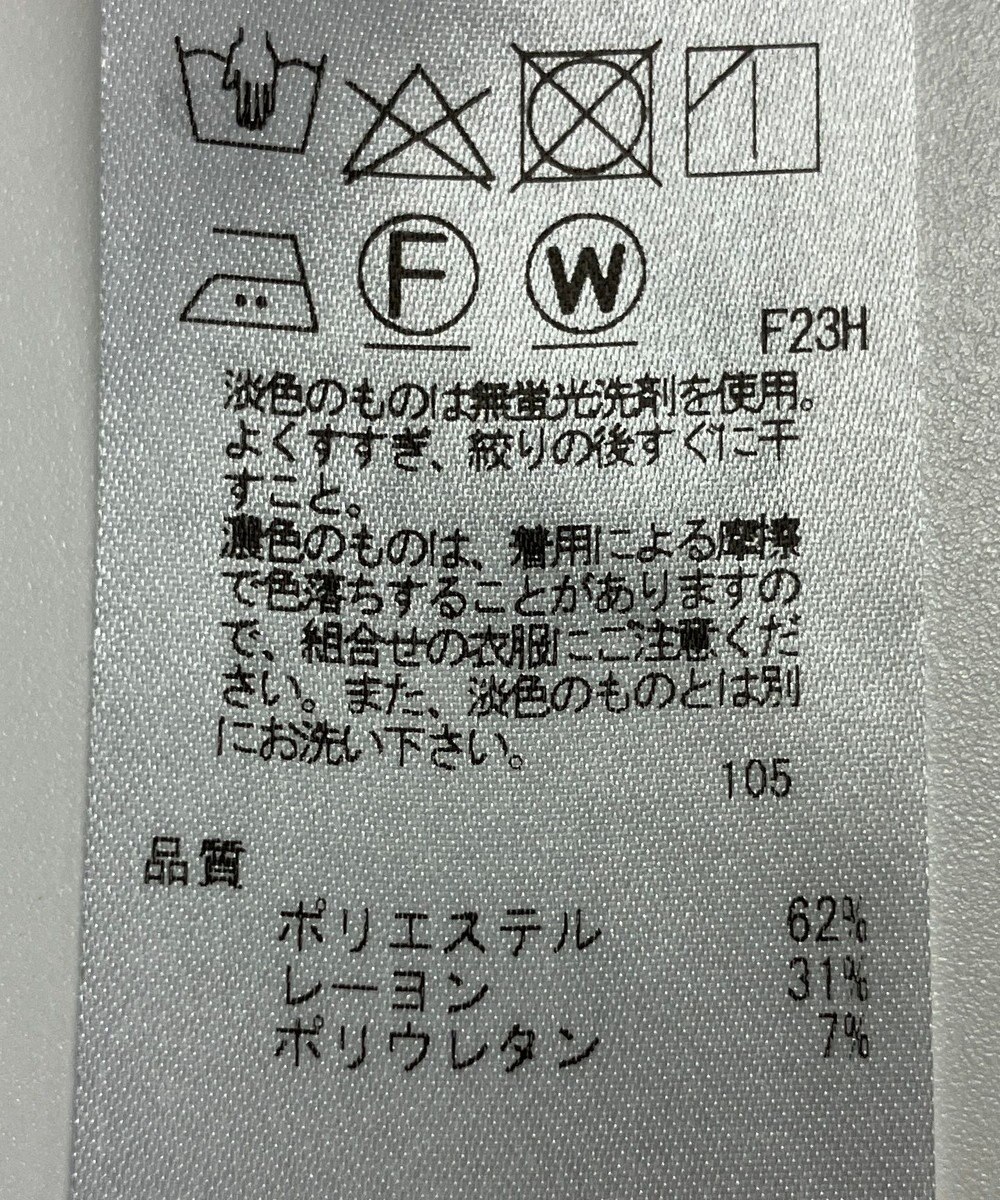 F W
F23H
淡色のものは無蛍光洗剤を使用。
よくすすぎ、絞りの後すぐに干
すこと。
濃色のものは、着用による摩擦
で色落ちすることがありますの
で、組合せの衣服にご注意くだ
さい。また、淡色のものとは別
にお洗い下さい。
105
品質
ポリエステル 62%
レーヨン 31%
ポリウレタン 7%